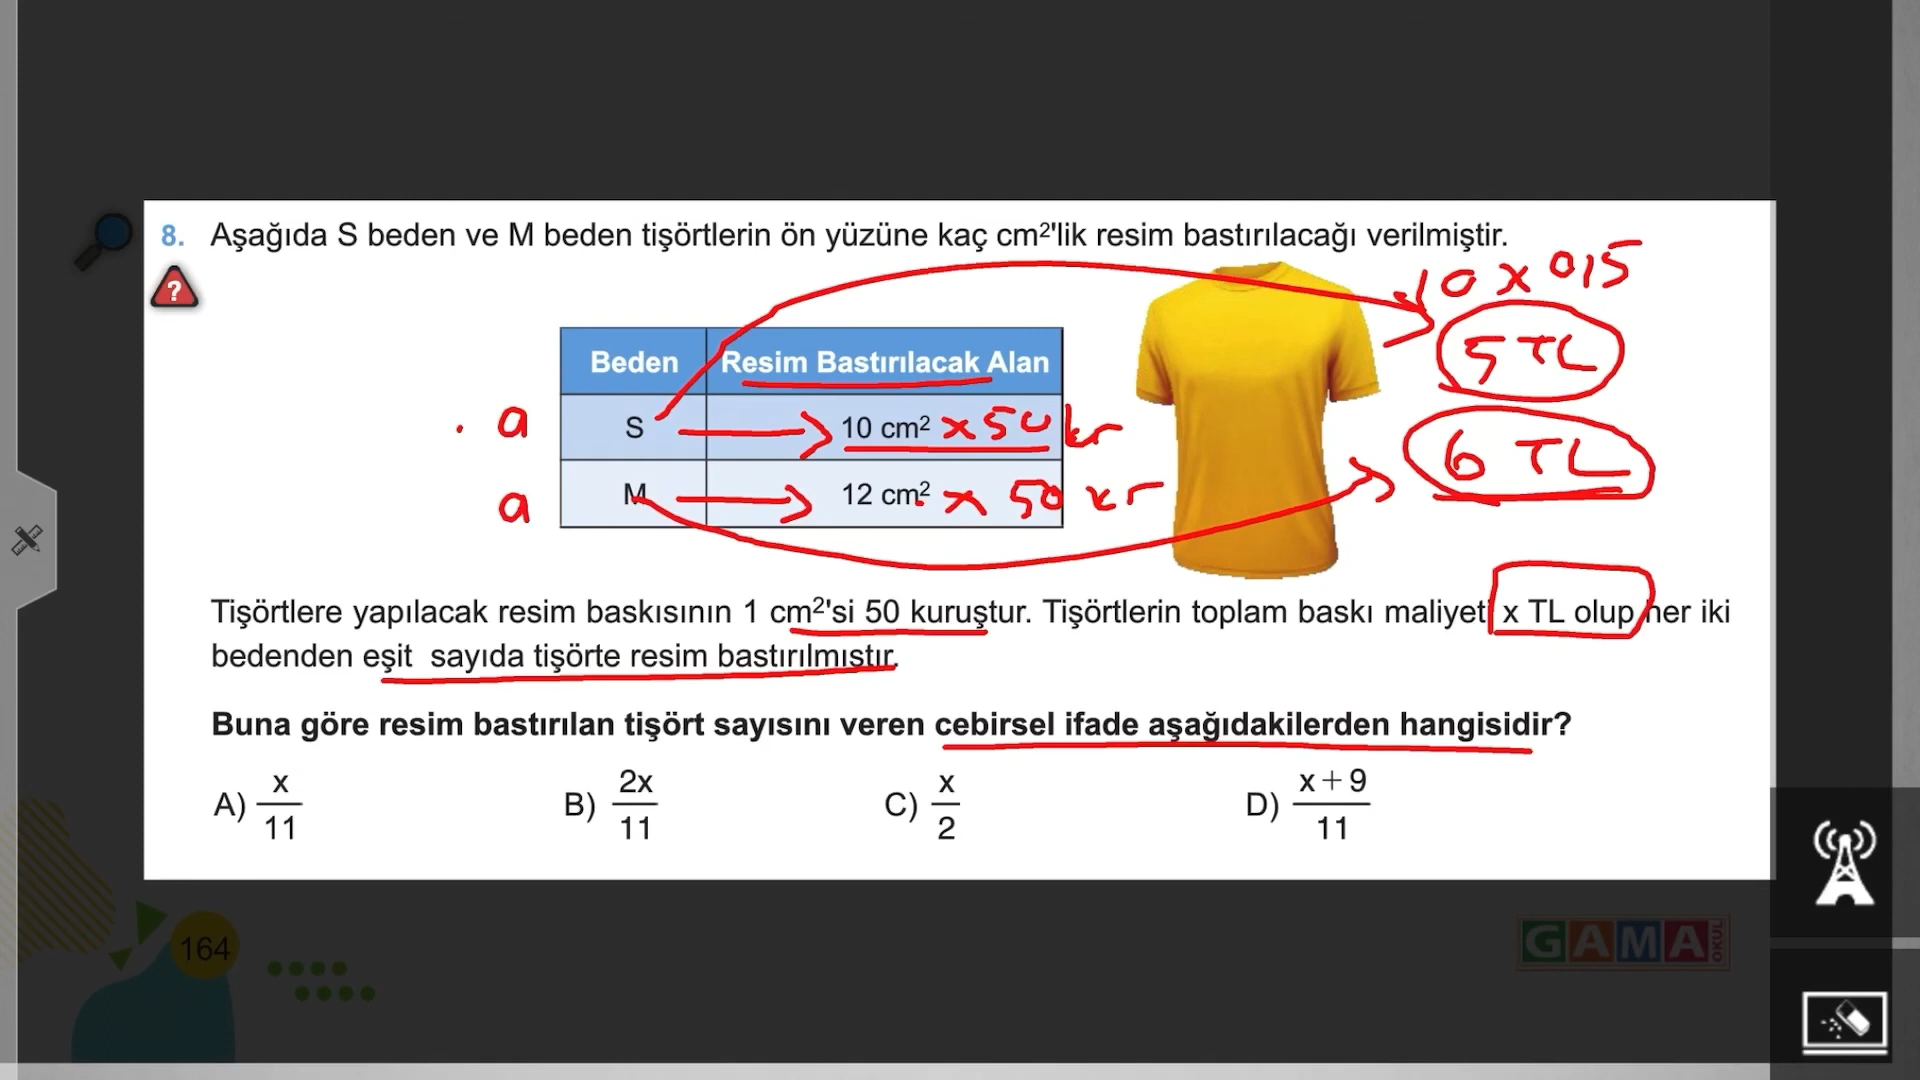 8. Aşağıda S beden ve M beden tişörtlerin ön yüzüne kaç cm²'lik resim bastırılacağı verilmiştir.
?
10 x 0,5
5 TL
Beden Resim Bastırılacak Alan
a S 10 cm² x 50 kr
6 TL
a M 12 cm² x 50 kr
Tişörtlere yapılacak resim baskısının 1 cm²'si 50 kuruştur. Tişörtlerin toplam baskı maliyeti x TL olup her iki
bedenden eşit sayıda tişörte resim bastırılmıştır.
Buna göre resim bastırılan tişört sayısını veren cebirsel ifade aşağıdakilerden hangisidir?
A) x/11 B) 2x/11 C) x/2 D) x+9/11
164
GAMA OKUL